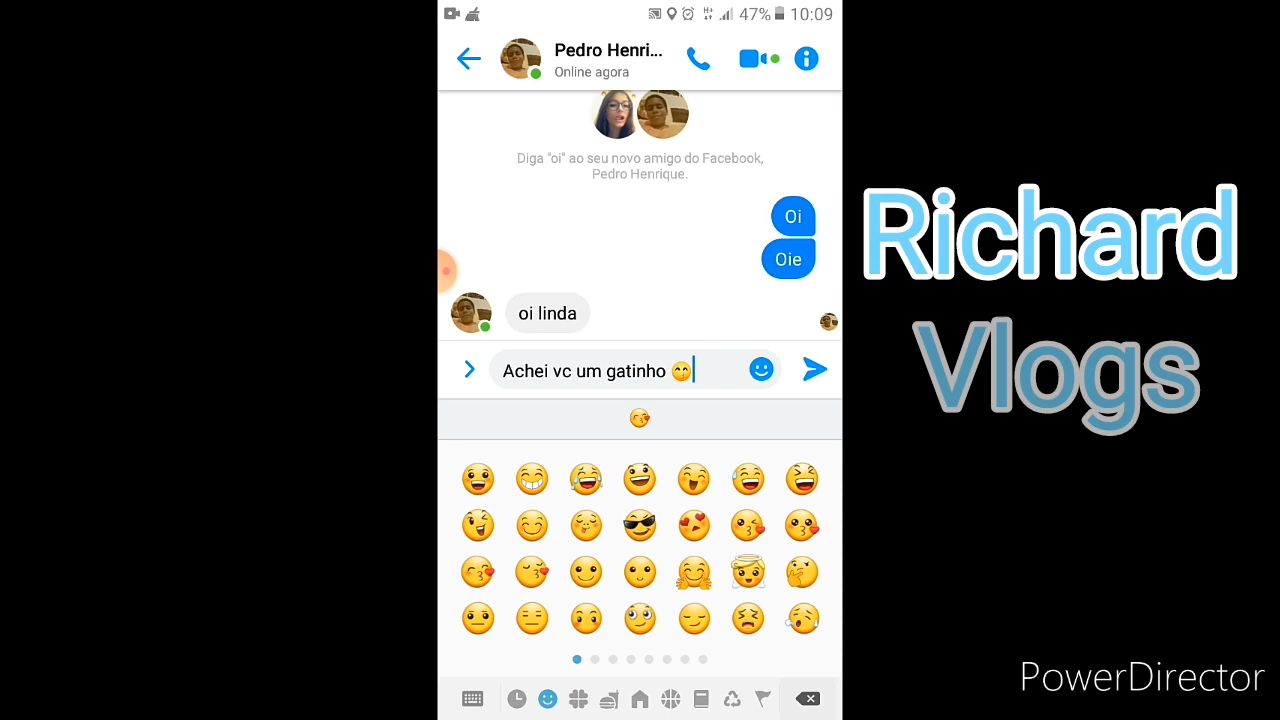 47% 10:09
Pedro Henri...
Online agora
Diga "oi" ao seu novo amigo do Facebook,
Pedro Henrique.
Oi
Oie
oi linda
Achei vc um gatinho 😙
Richard
Vlogs
PowerDirector